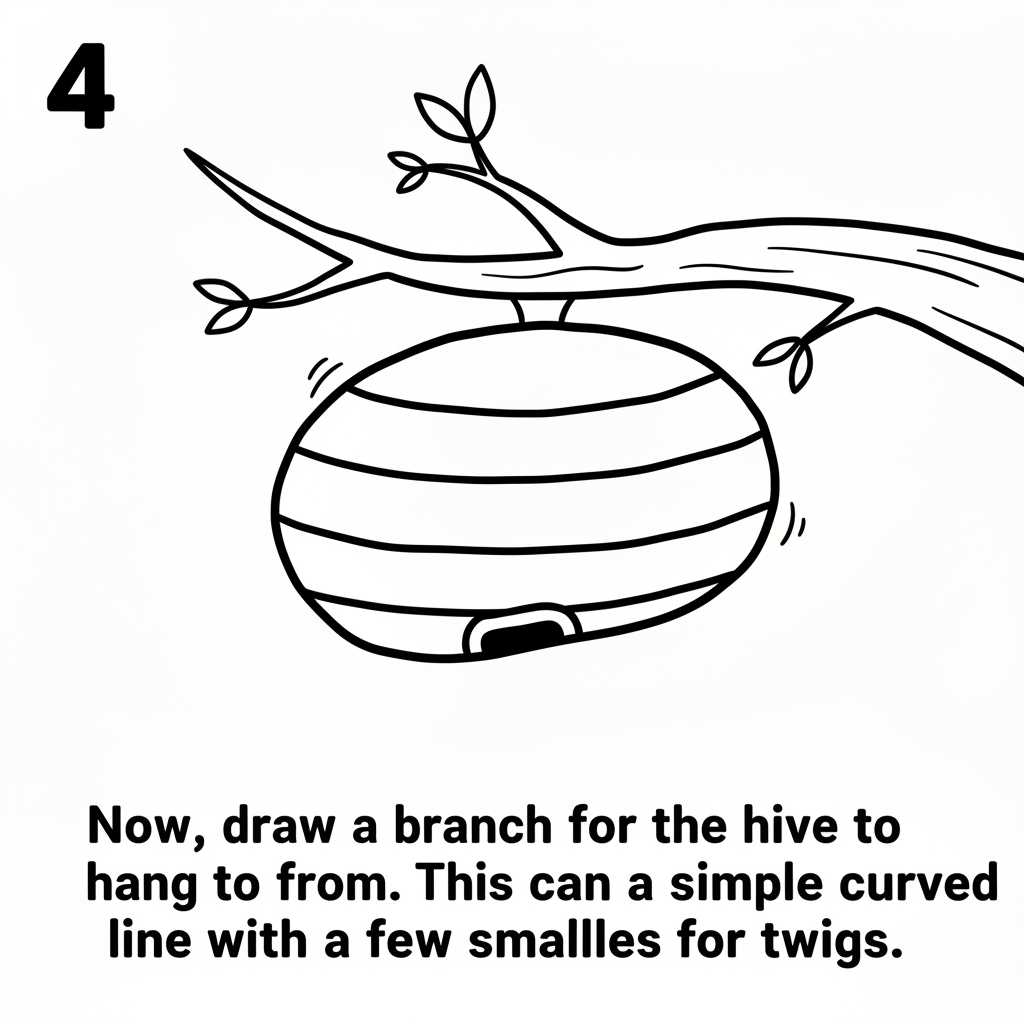 4
Now, draw a branch for the hive to
hang to from. This can a simple curved
line with a few smallles for twigs.